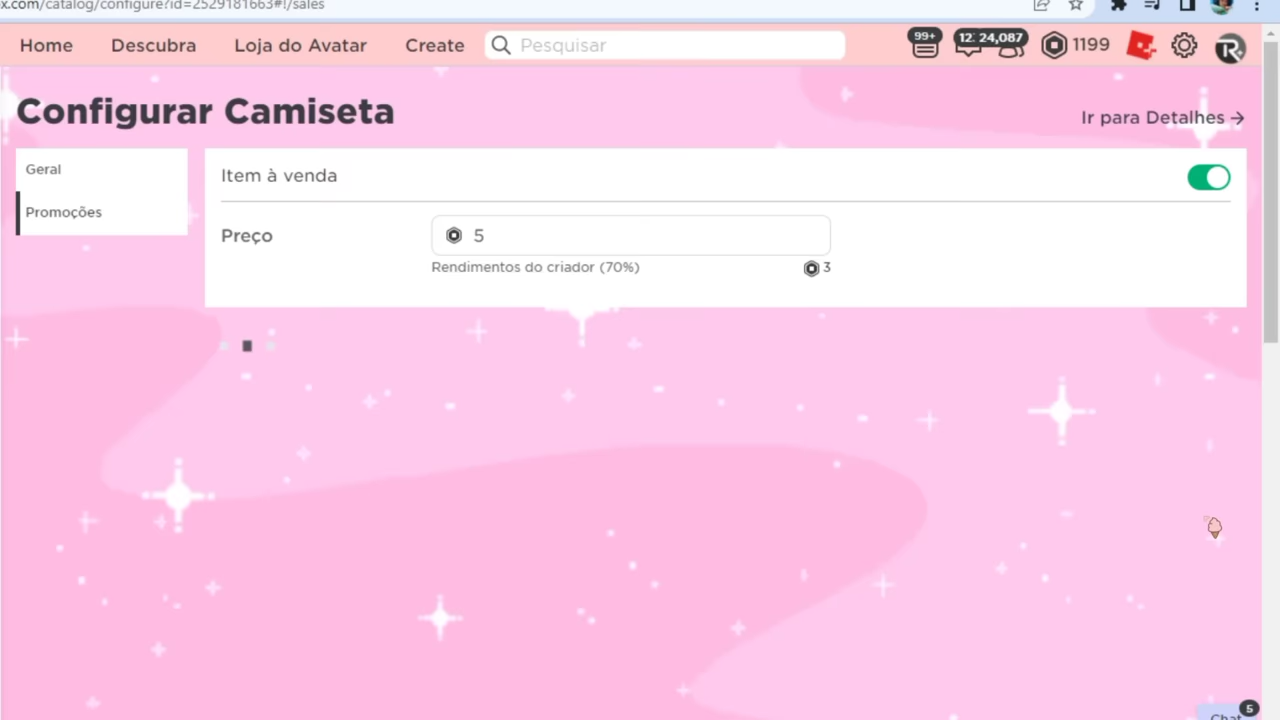 x.com/catalog/configure?id=2529181663#!/sales
Home Descubra Loja do Avatar Create Pesquisar 99+ 24,087 1199
Configurar Camiseta
Ir para Detalhes →
Geral
Promoções
Item à venda
Preço 5
Rendimentos do criador (70%) 3
Chat 5